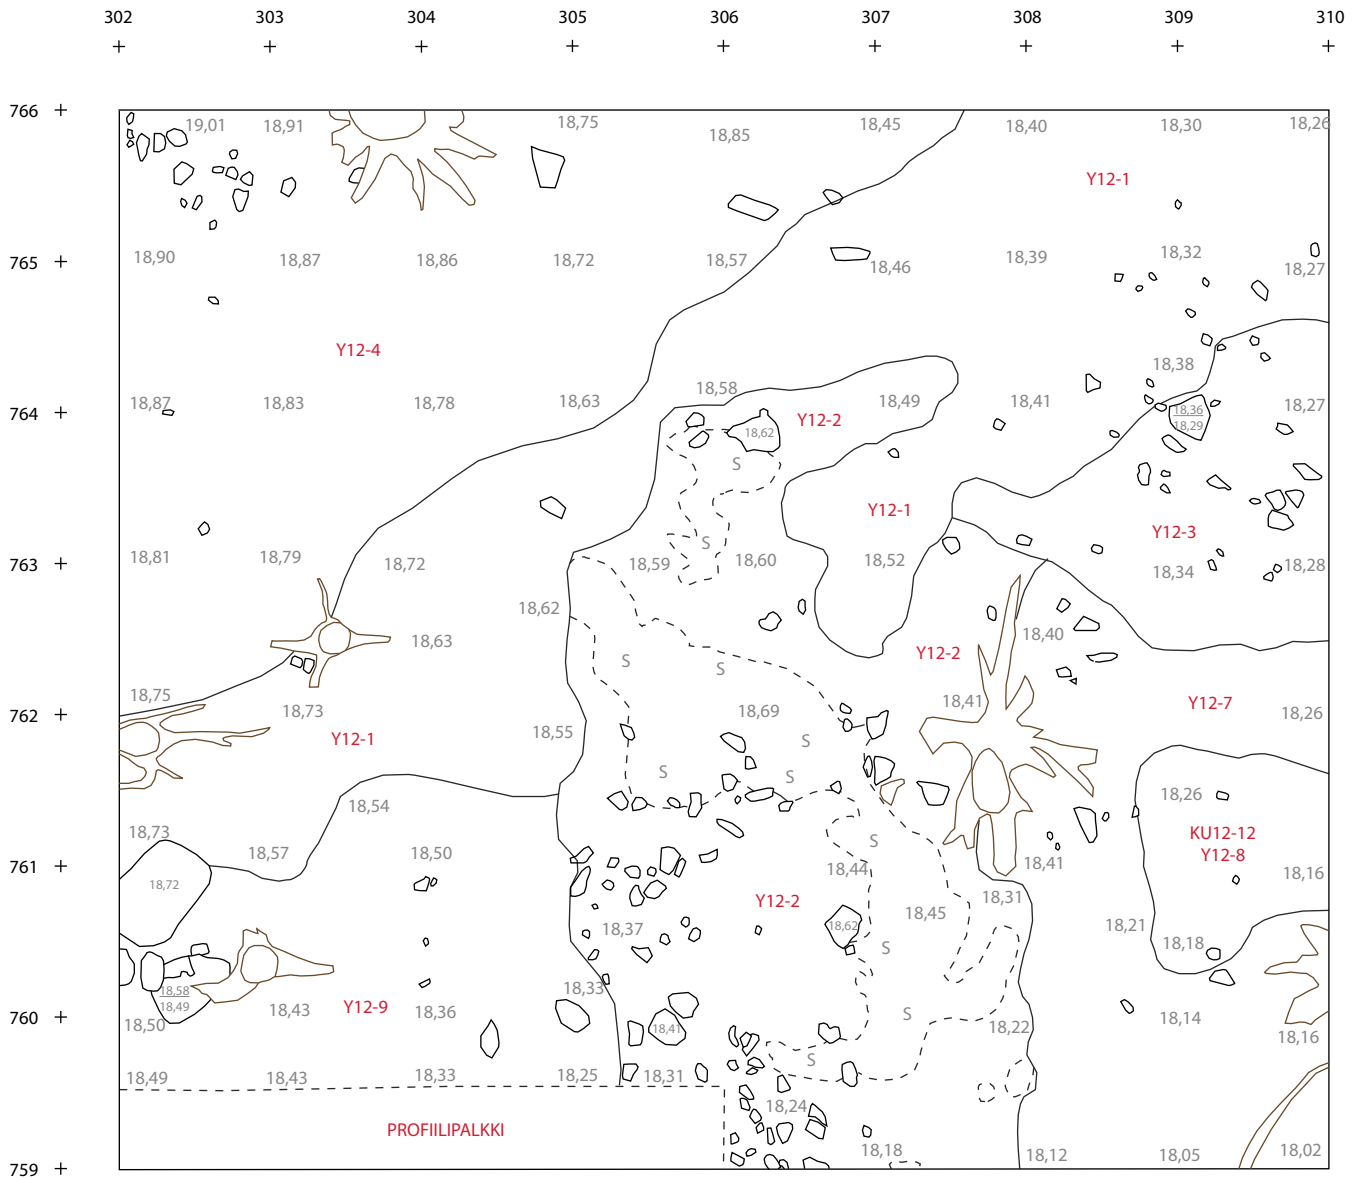 302 303 304 305 306 307 308 309 310
766
19,01 18,91 18,75 18,85 18,45 18,40 18,30 18,26
Y12-1
765
18,90 18,87 18,86 18,72 18,57 18,46 18,39 18,32 18,27
Y12-4
18,58 18,38
764
18,87 18,83 18,78 18,63 18,49 18,41 18,27
18,36
18,29
18,62
Y12-2
S
Y12-1
Y12-3
S
763
18,81 18,79 18,72 18,59 18,60 18,52 18,34 18,28
18,62
18,63 18,40
S S
Y12-2
762
18,75 18,73 18,69 18,41 Y12-7 18,26
Y12-1 18,55 S
S S
18,54 18,26
18,73 KU12-12
Y12-8
761
18,57 18,50 S 18,41
18,72 18,44 18,31 18,16
Y12-2
18,37 18,62 18,45 18,21
S 18,18
18,58
18,49
18,33
760
18,50 18,43 Y12-9 18,36 18,41 S 18,22 18,14 18,16
S
18,49 18,43 18,33 18,25 18,31
18,24
PROFIILIPALKKI
759
18,18 18,12 18,05 18,02